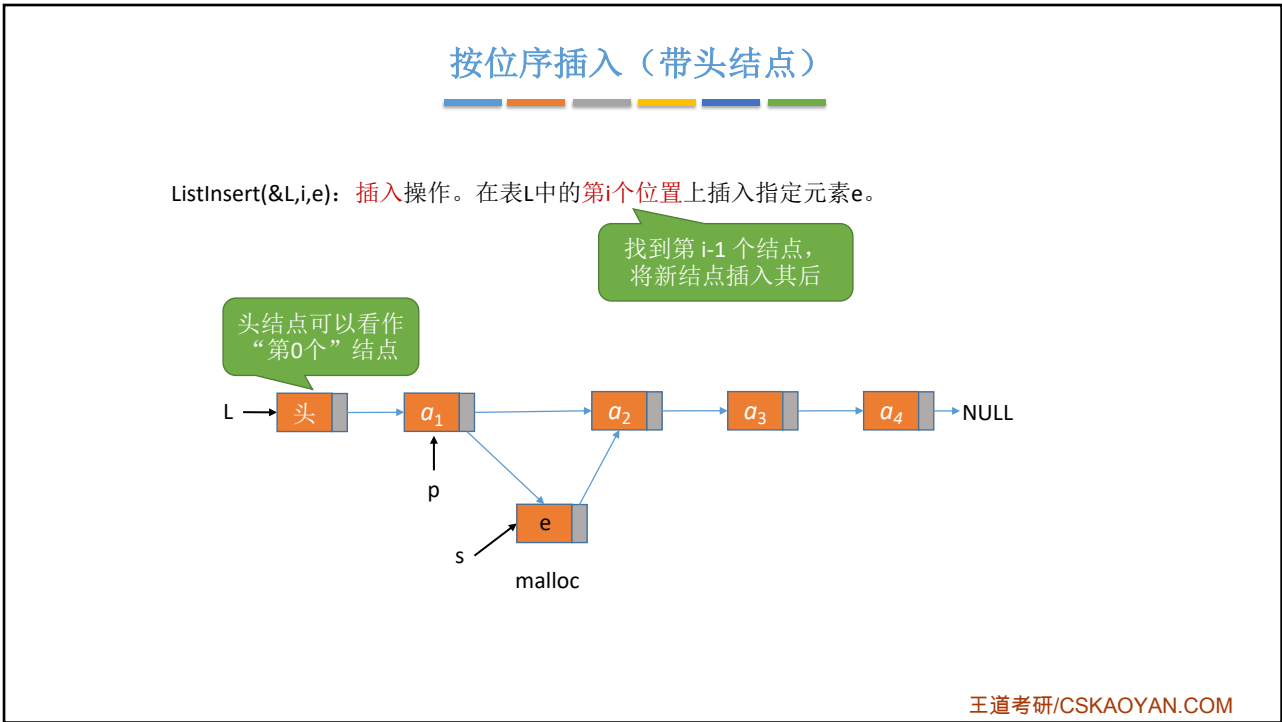 按位序插入（带头结点）
ListInsert(&L,i,e)：插入操作。在表L中的第i个位置上插入指定元素e。
找到第 i-1 个结点，
将新结点插入其后
头结点可以看作
“第0个”结点
L 头 a₁ a₂ a₃ a₄ NULL
p
e
s
malloc
王道考研/CSKAOYAN.COM